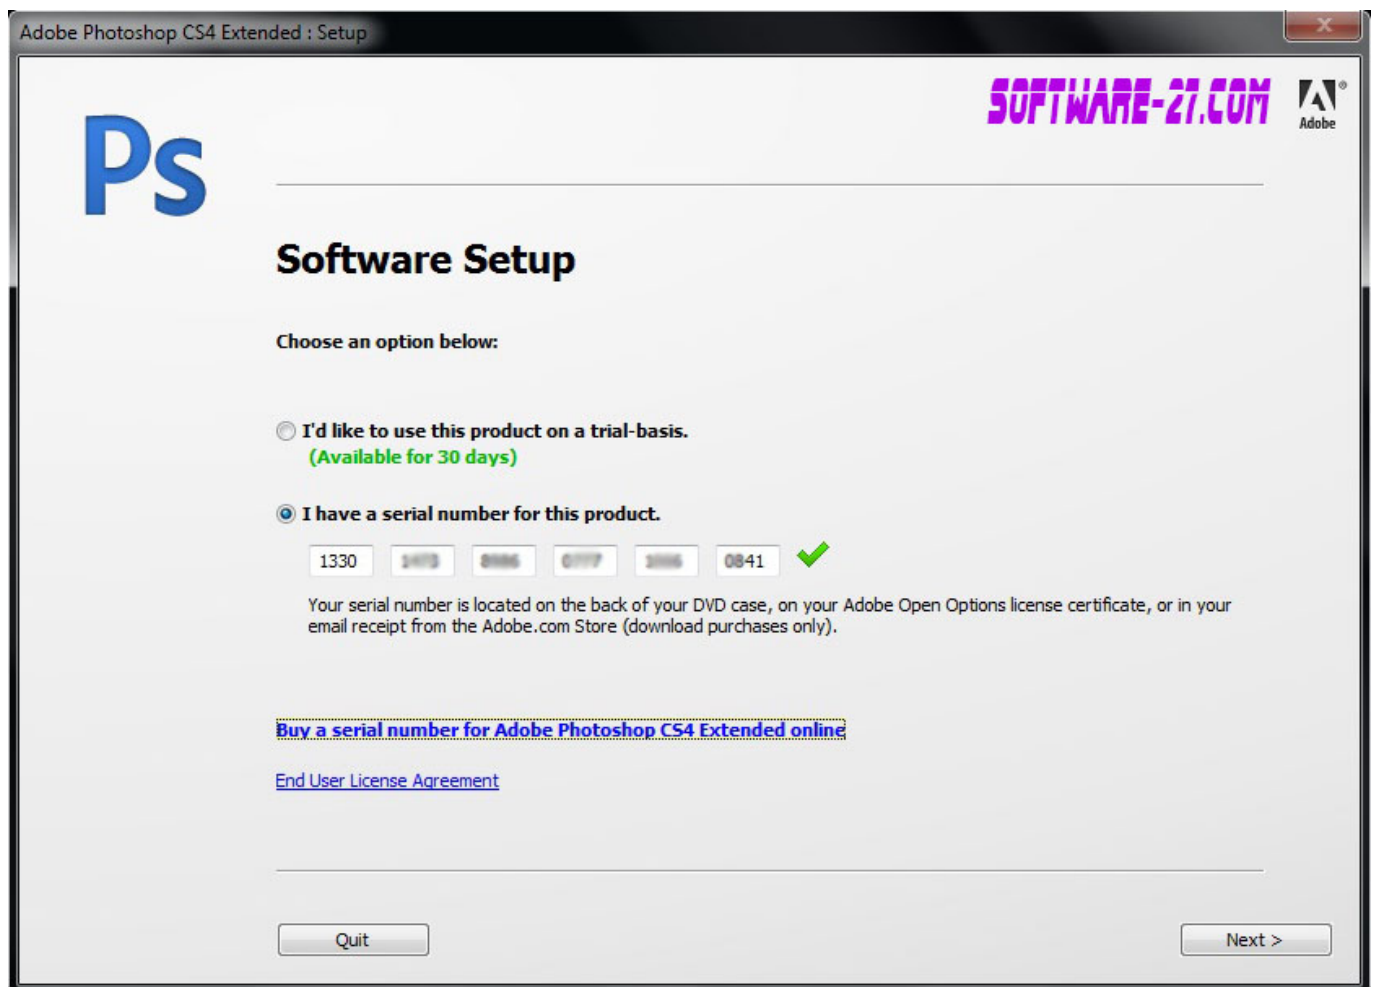 Adobe Photoshop CS4 Extended : Setup
SOFTWARE-27.COM
Adobe
Ps
Software Setup
Choose an option below:
I'd like to use this product on a trial-basis.
(Available for 30 days)
I have a serial number for this product.
1330 0841
Your serial number is located on the back of your DVD case, on your Adobe Open Options license certificate, or in your
email receipt from the Adobe.com Store (download purchases only).
Buy a serial number for Adobe Photoshop CS4 Extended online
End User License Agreement
Quit
Next >